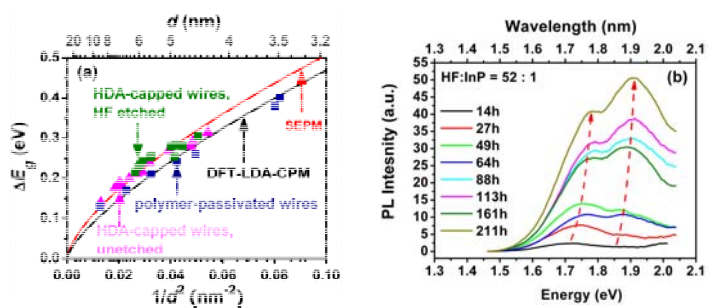 d (nm)
20 10 8 6 5 4 3.2
0.5
0.4
0.3
0.2
0.1
0.0
ΔEg (eV)
(a)
HDA-capped wires,
HF etched
SEPM
DFT-LDA-CPM
polymer-passivated wires
HDA-capped wires,
unetched
0.00 0.02 0.04 0.06 0.08 0.10
1/d² (nm⁻²)
Wavelength (nm)
1.3 1.4 1.5 1.6 1.7 1.8 1.9 2.0 2.1
HF:InP = 52 : 1
(b)
55
50
45
40
35
30
25
20
15
10
5
0
PL Intesnity (a.u.)
14h
27h
49h
64h
88h
113h
161h
211h
1.3 1.4 1.5 1.6 1.7 1.8 1.9 2.0 2.1
Energy (eV)